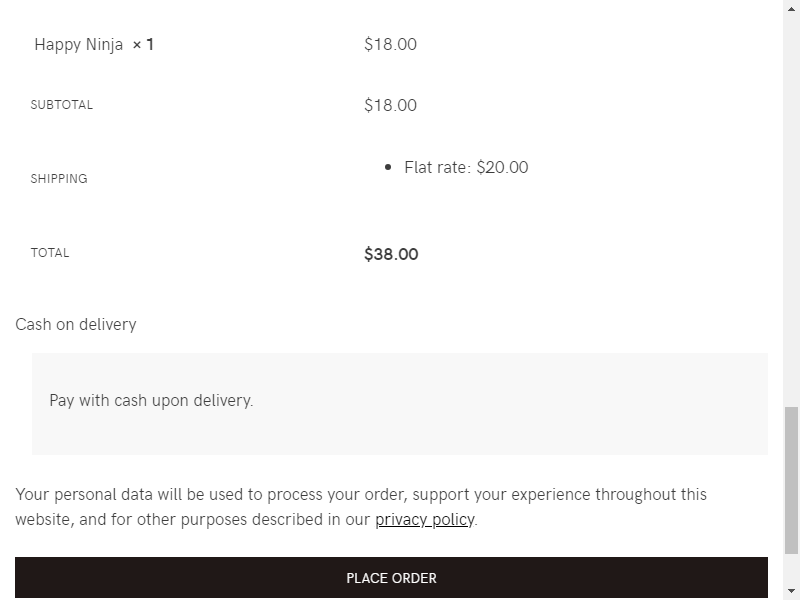 Happy Ninja × 1 $18.00
SUBTOTAL $18.00
SHIPPING Flat rate: $20.00
TOTAL $38.00
Cash on delivery
Pay with cash upon delivery.
Your personal data will be used to process your order, support your experience throughout this
website, and for other purposes described in our privacy policy.
PLACE ORDER